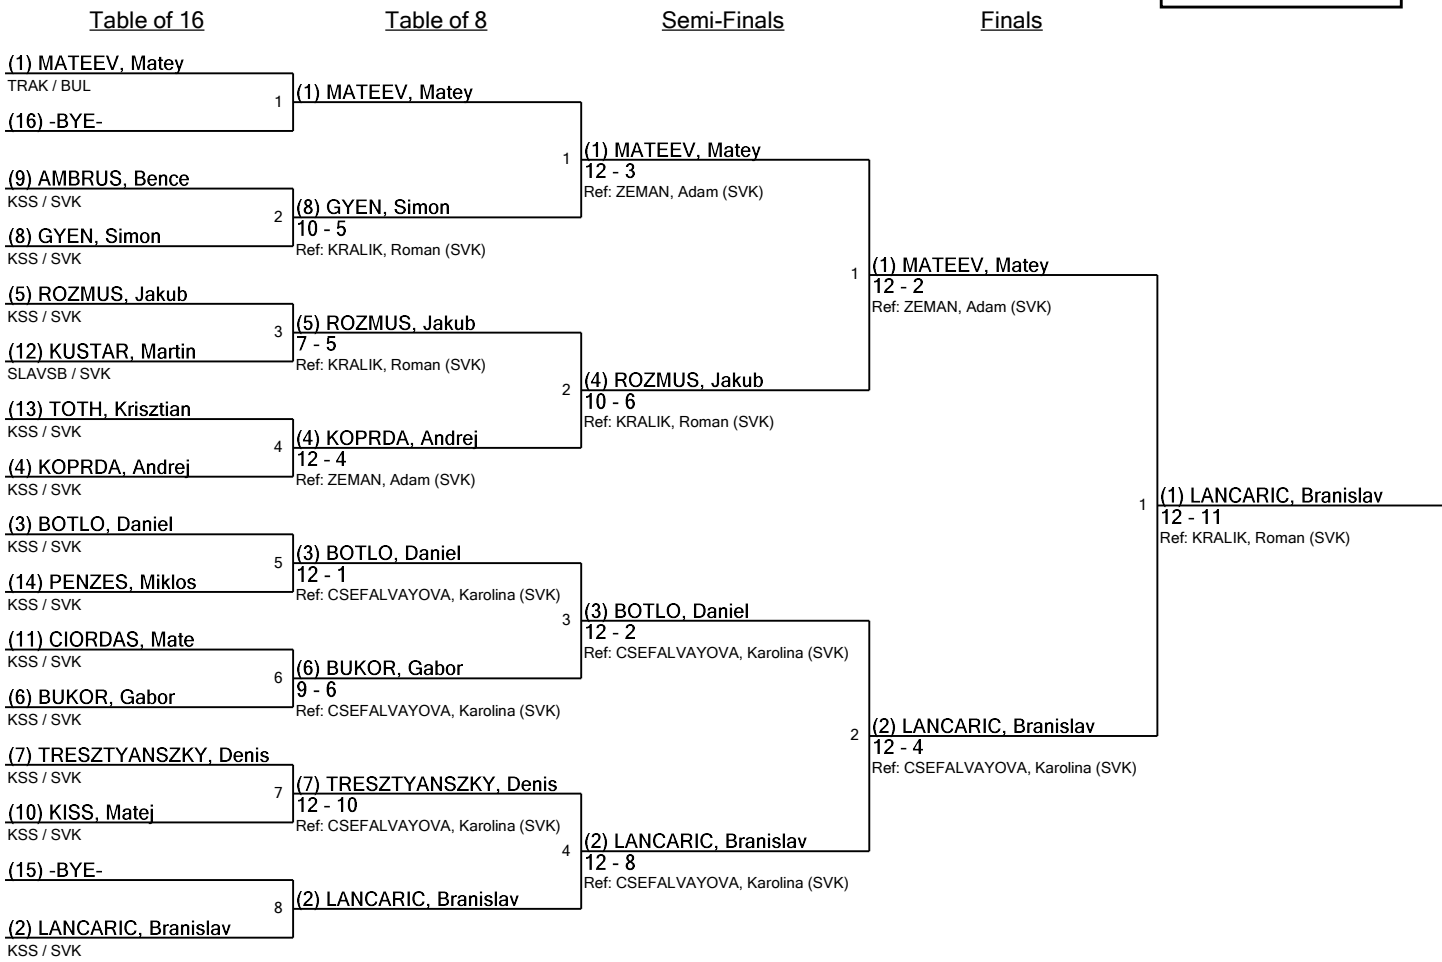 Table of 16
Table of 8
Semi-Finals
Finals
(1) MATEEV, Matey
TRAK / BUL
1
(16) -BYE-
(9) AMBRUS, Bence
KSS / SVK
2
(8) GYEN, Simon
KSS / SVK
(5) ROZMUS, Jakub
KSS / SVK
3
(12) KUSTAR, Martin
SLAVSB / SVK
(13) TOTH, Krisztian
KSS / SVK
4
(4) KOPRDA, Andrej
KSS / SVK
(3) BOTLO, Daniel
KSS / SVK
5
(14) PENZES, Miklos
KSS / SVK
(11) CIORDAS, Mate
KSS / SVK
6
(6) BUKOR, Gabor
KSS / SVK
(7) TRESZTYANSZKY, Denis
KSS / SVK
7
(10) KISS, Matej
KSS / SVK
(15) -BYE-
8
(2) LANCARIC, Branislav
KSS / SVK
(1) MATEEV, Matey
1
(8) GYEN, Simon
10 - 5
Ref: KRALIK, Roman (SVK)
(5) ROZMUS, Jakub
7 - 5
Ref: KRALIK, Roman (SVK)
2
(4) KOPRDA, Andrej
12 - 4
Ref: ZEMAN, Adam (SVK)
(3) BOTLO, Daniel
12 - 1
Ref: CSEFALVAYOVA, Karolina (SVK)
3
(6) BUKOR, Gabor
9 - 6
Ref: CSEFALVAYOVA, Karolina (SVK)
(7) TRESZTYANSZKY, Denis
12 - 10
Ref: CSEFALVAYOVA, Karolina (SVK)
4
(2) LANCARIC, Branislav
(1) MATEEV, Matey
12 - 3
Ref: ZEMAN, Adam (SVK)
1
(4) ROZMUS, Jakub
10 - 6
Ref: KRALIK, Roman (SVK)
(3) BOTLO, Daniel
12 - 2
Ref: CSEFALVAYOVA, Karolina (SVK)
2
(2) LANCARIC, Branislav
12 - 8
Ref: CSEFALVAYOVA, Karolina (SVK)
(1) MATEEV, Matey
12 - 2
Ref: ZEMAN, Adam (SVK)
1
(2) LANCARIC, Branislav
12 - 4
Ref: CSEFALVAYOVA, Karolina (SVK)
(1) LANCARIC, Branislav
12 - 11
Ref: KRALIK, Roman (SVK)